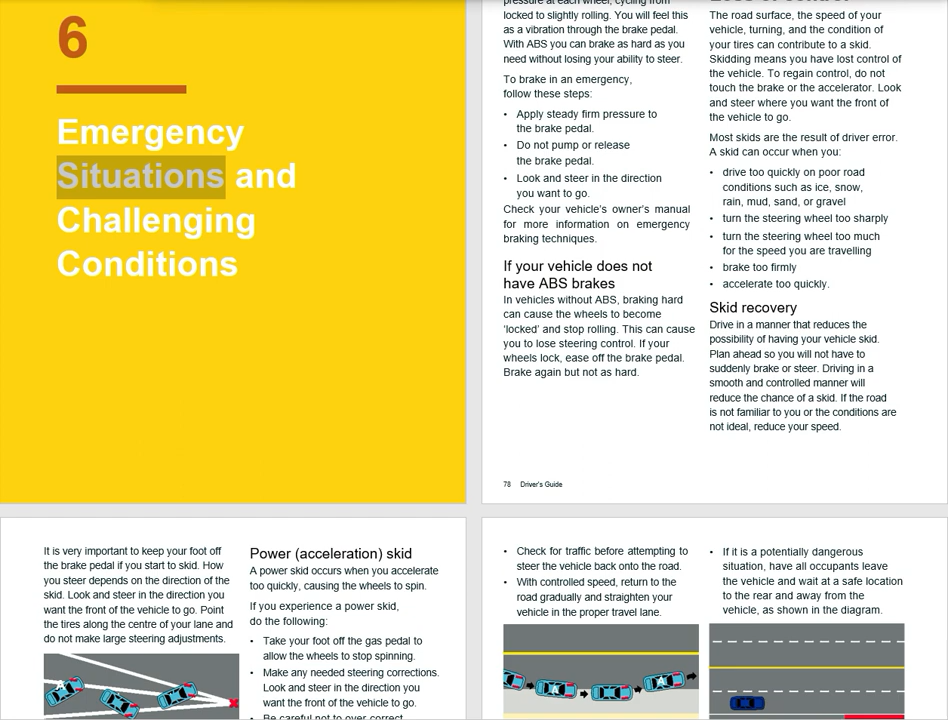 6
Emergency
Situations and
Challenging
Conditions
pressure at each wheel, cycling from
locked to slightly rolling. You will feel this
as a vibration through the brake pedal.
With ABS you can brake as hard as you
need without losing your ability to steer.
To brake in an emergency,
follow these steps:
• Apply steady firm pressure to
the brake pedal.
• Do not pump or release
the brake pedal.
• Look and steer in the direction
you want to go.
Check your vehicle’s owner’s manual
for more information on emergency
braking techniques.
If your vehicle does not
have ABS brakes
In vehicles without ABS, braking hard
can cause the wheels to become
‘locked’ and stop rolling. This can cause
you to lose steering control. If your
wheels lock, ease off the brake pedal.
Brake again but not as hard.
The road surface, the speed of your
vehicle, turning, and the condition of
your tires can contribute to a skid.
Skidding means you have lost control of
the vehicle. To regain control, do not
touch the brake or the accelerator. Look
and steer where you want the front of
the vehicle to go.
Most skids are the result of driver error.
A skid can occur when you:
• drive too quickly on poor road
conditions such as ice, snow,
rain, mud, sand, or gravel
• turn the steering wheel too sharply
• turn the steering wheel too much
for the speed you are travelling
• brake too firmly
• accelerate too quickly.
Skid recovery
Drive in a manner that reduces the
possibility of having your vehicle skid.
Plan ahead so you will not have to
suddenly brake or steer. Driving in a
smooth and controlled manner will
reduce the chance of a skid. If the road
is not familiar to you or the conditions are
not ideal, reduce your speed.
78 Driver's Guide
It is very important to keep your foot off
the brake pedal if you start to skid. How
you steer depends on the direction of the
skid. Look and steer in the direction you
want the front of the vehicle to go. Point
the tires along the centre of your lane and
do not make large steering adjustments.
Power (acceleration) skid
A power skid occurs when you accelerate
too quickly, causing the wheels to spin.
If you experience a power skid,
do the following:
• Take your foot off the gas pedal to
allow the wheels to stop spinning.
• Make any needed steering corrections.
Look and steer in the direction you
want the front of the vehicle to go.
• Be careful not to over-correct
• Check for traffic before attempting to
steer the vehicle back onto the road.
• With controlled speed, return to the
road gradually and straighten your
vehicle in the proper travel lane.
• If it is a potentially dangerous
situation, have all occupants leave
the vehicle and wait at a safe location
to the rear and away from the
vehicle, as shown in the diagram.
A
A